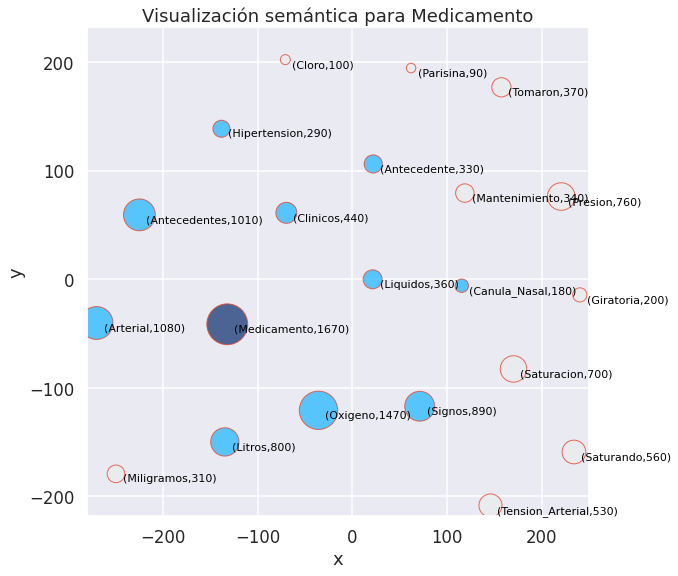 Visualización semántica para Medicamento
y
200
100
0
−100
−200
(Cloro,100)
(Parisina,90)
(Tomaron,370)
(Hipertension,290)
(Antecedente,330)
(Mantenimiento,340)
(Presion,760)
(Antecedentes,1010)
(Clinicos,440)
(Liquidos,360)
(Canula_Nasal,180)
(Giratoria,200)
(Arterial,1080)
(Medicamento,1670)
(Saturacion,700)
(Oxigeno,1470)
(Signos,890)
(Litros,800)
(Saturando,560)
(Miligramos,310)
(Tension_Arterial,530)
−200 −100 0 100 200
x